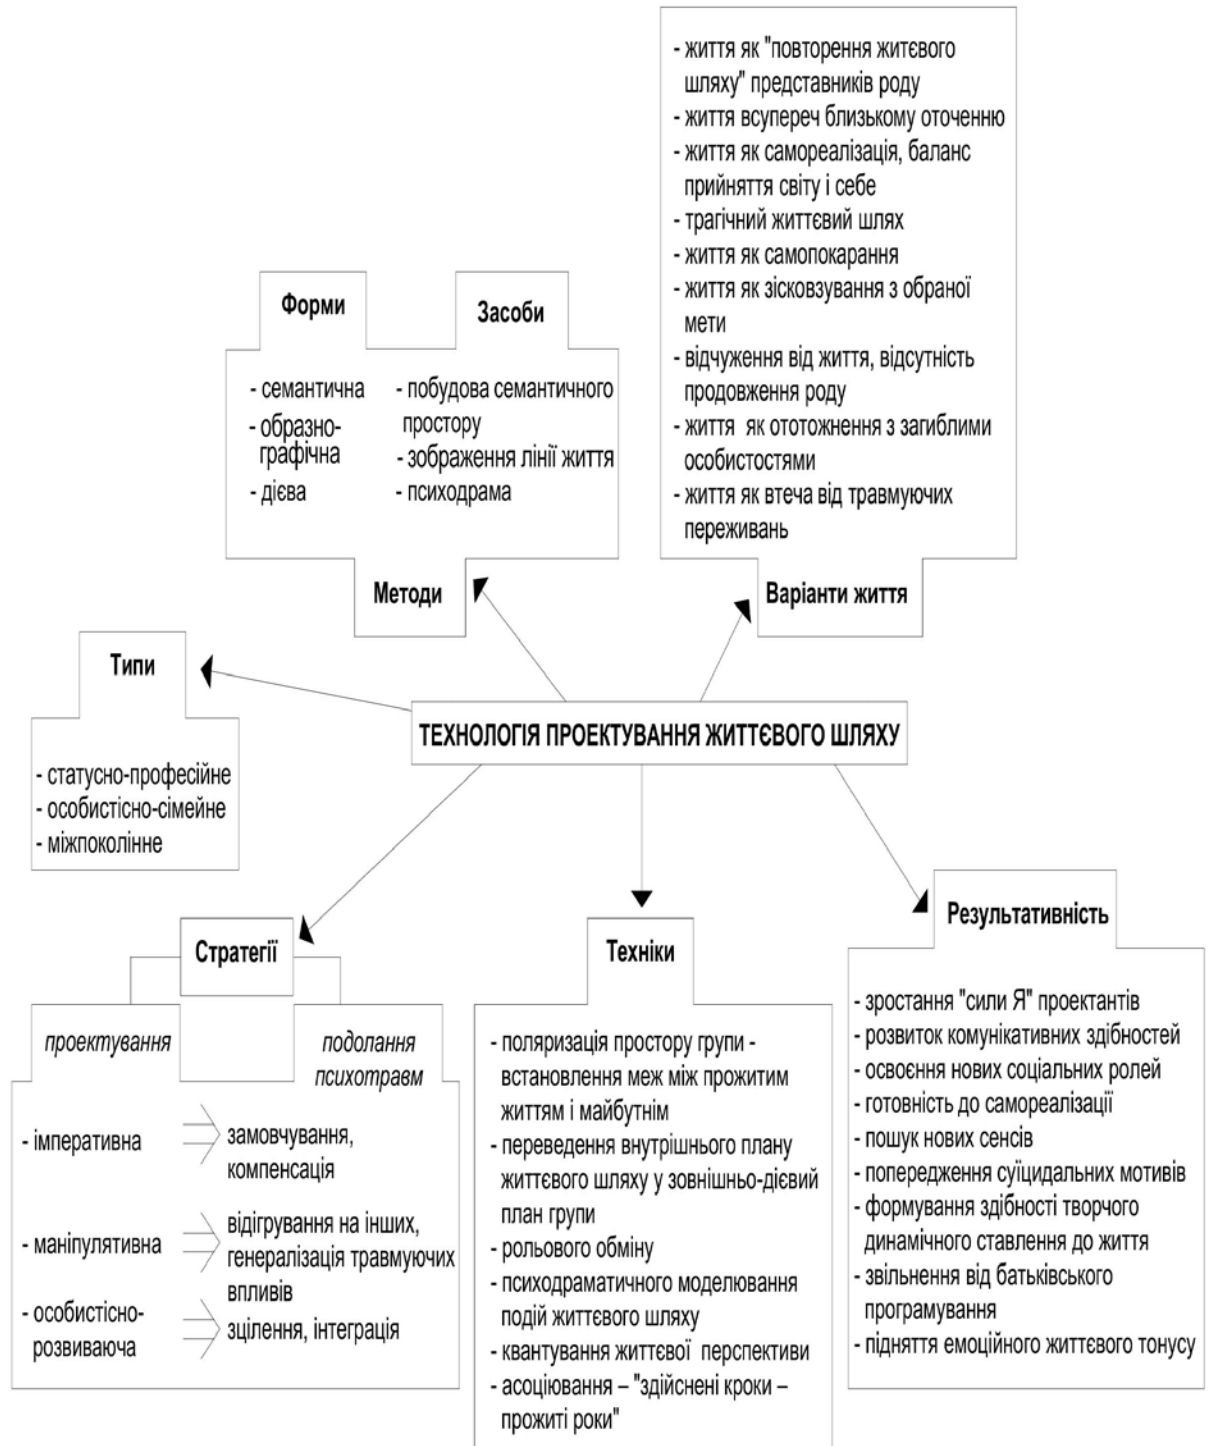 - життя як "повторення житєвого
шляху" представників роду
- життя всупереч близькому оточенню
- життя як самореалізація, баланс
прийняття світу і себе
- трагічний життєвий шлях
- життя як самопокарання
- життя як зісковзування з обраної
мети
- відчуження від життя, відсутність
продовження роду
- життя як ототожнення з загиблими
особистостями
- життя як втеча від травмуючих
переживань
Варіанти життя
Форми
Засоби
- семантична
- образно-
графічна
- дієва
- побудова семантичного
простору
- зображення лінії життя
- психодрама
Методи
Типи
- статусно-професійне
- особистісно-сімейне
- міжпоколінне
ТЕХНОЛОГІЯ ПРОЕКТУВАННЯ ЖИТТЄВОГО ШЛЯХУ
Стратегії
проектування
подолання
психотравм
- імперативна
замовчування,
компенсація
- маніпулятивна
відігрування на інших,
генералізація травмуючих
впливів
- особистісно-
розвиваюча
зцілення, інтеграція
Техніки
- поляризація простору групи -
встановлення меж між прожитим
життям і майбутнім
- переведення внутрішнього плану
життєвого шляху у зовнішньо-дієвий
план групи
- рольового обміну
- психодраматичного моделювання
подій життєвого шляху
- квантування життєвої перспективи
- асоціювання – "здійснені кроки –
прожиті роки"
Результативність
- зростання "сили Я" проектантів
- розвиток комунікативних здібностей
- освоєння нових соціальних ролей
- готовність до самореалізації
- пошук нових сенсів
- попередження суїцидальних мотивів
- формування здібності творчого
динамічного ставлення до життя
- звільнення від батьківського
програмування
- підняття емоційного життєвого тонусу